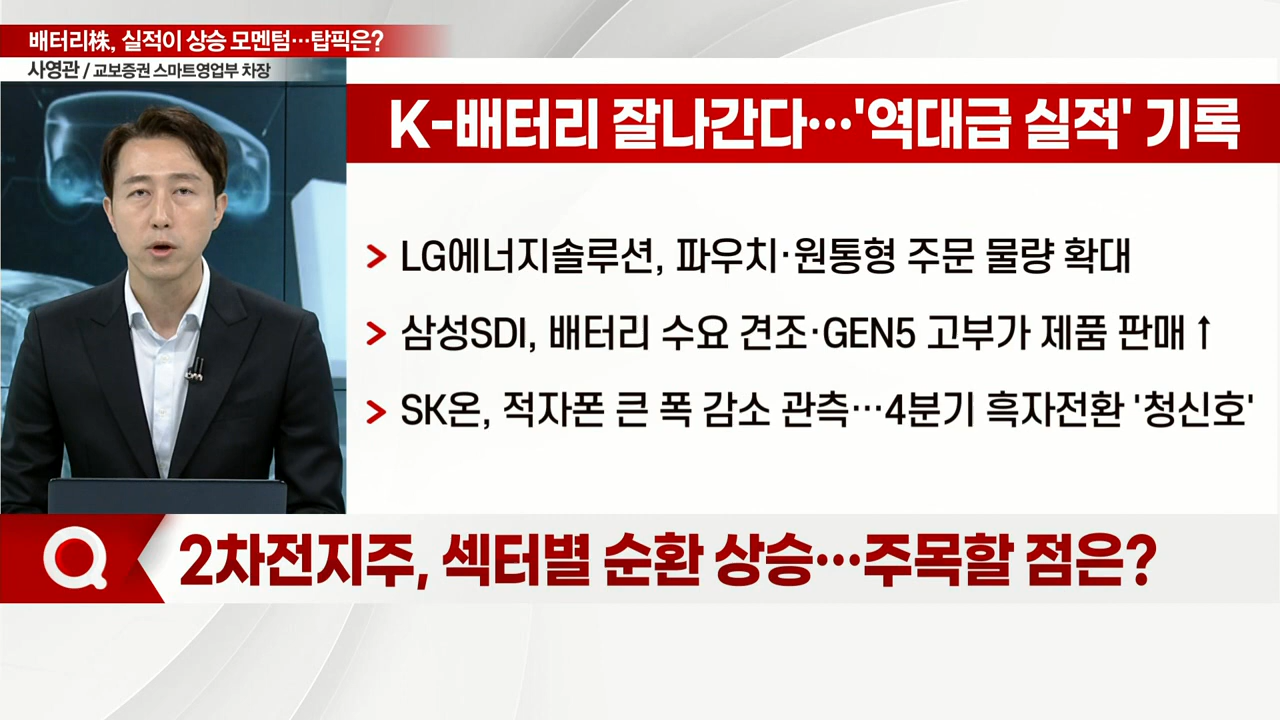 배터리株, 실적이 상승 모멘텀…탑픽은?
사영관 / 교보증권 스마트영업부 차장
K-배터리 잘나간다…'역대급 실적' 기록
> LG에너지솔루션, 파우치·원통형 주문 물량 확대
> 삼성SDI, 배터리 수요 견조·GEN5 고부가 제품 판매↑
> SK온, 적자폰 큰 폭 감소 관측…4분기 흑자전환 '청신호'
Q 2차전지주, 섹터별 순환 상승…주목할 점은?